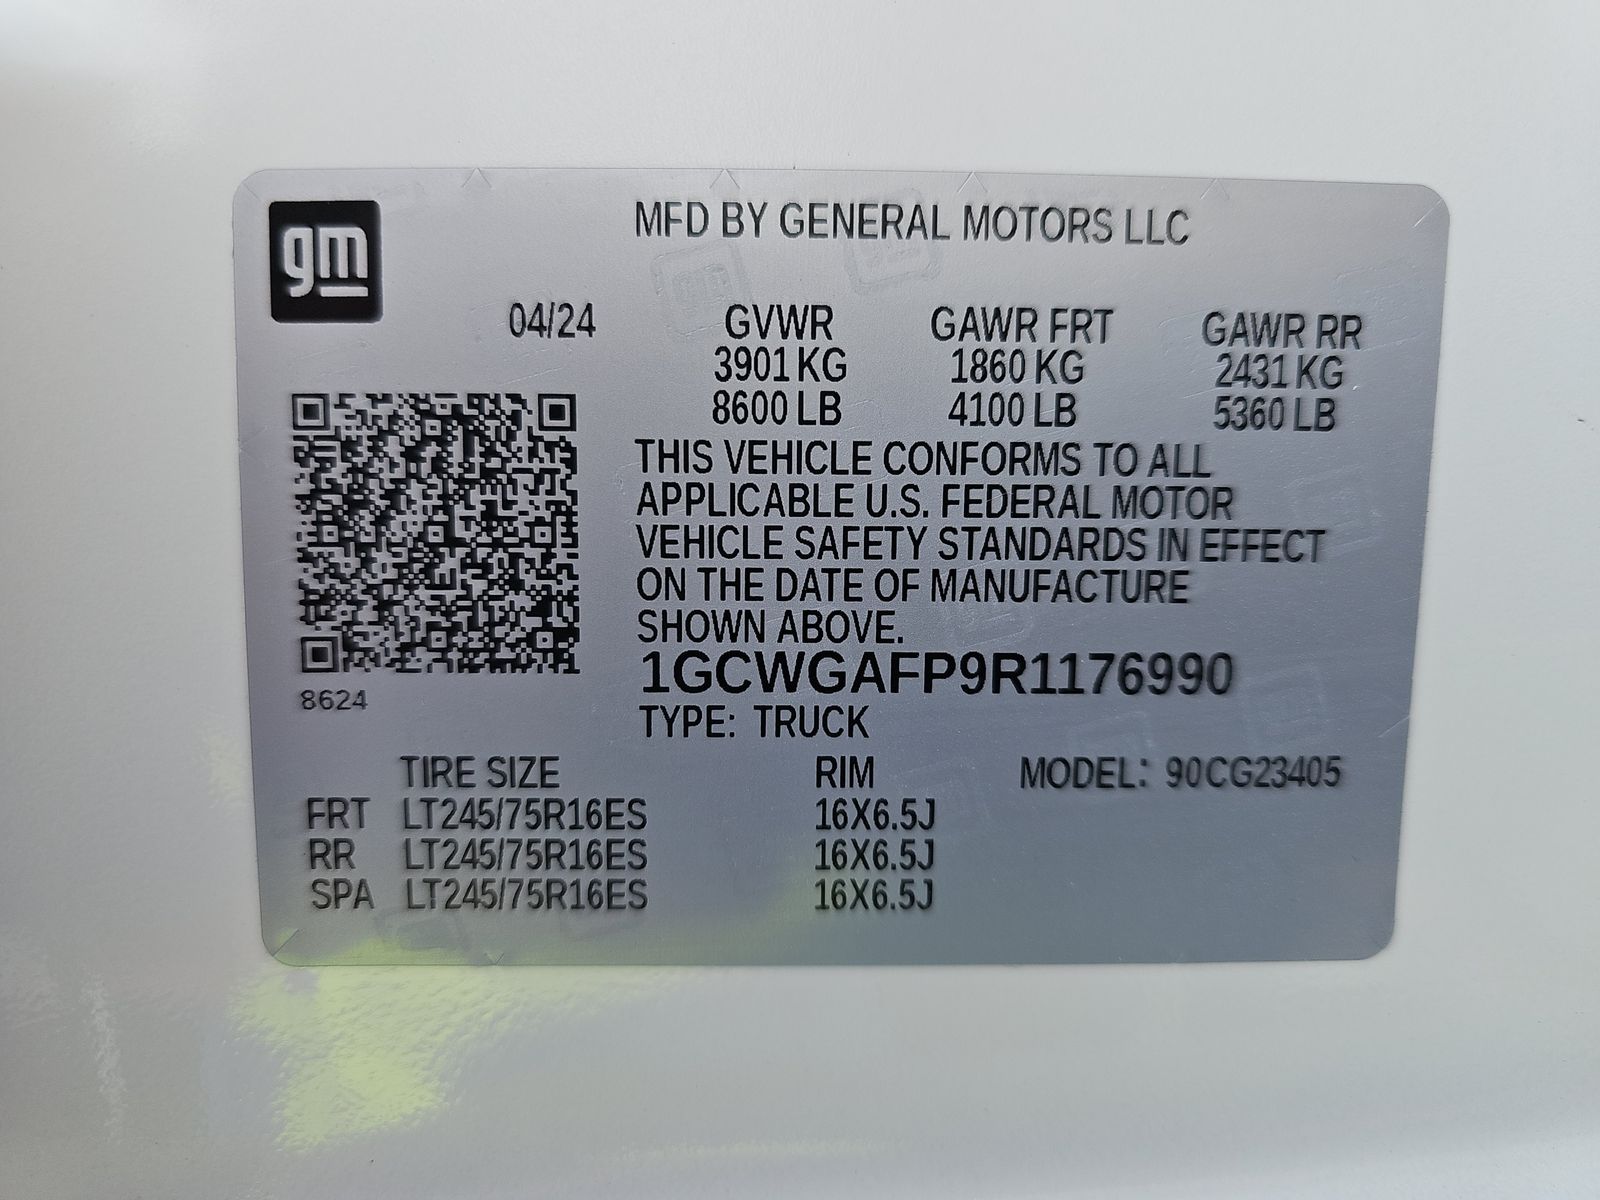 gm
MFD BY GENERAL MOTORS LLC
04/24 GVWR GAWR FRT GAWR RR
3901 KG 1860 KG 2431 KG
8600 LB 4100 LB 5360 LB
THIS VEHICLE CONFORMS TO ALL
APPLICABLE U.S. FEDERAL MOTOR
VEHICLE SAFETY STANDARDS IN EFFECT
ON THE DATE OF MANUFACTURE
SHOWN ABOVE.
1GCWGAFP9R1176990
8624
TYPE: TRUCK
TIRE SIZE RIM MODEL: 90CG23405
FRT LT245/75R16ES 16X6.5J
RR LT245/75R16ES 16X6.5J
SPA LT245/75R16ES 16X6.5J